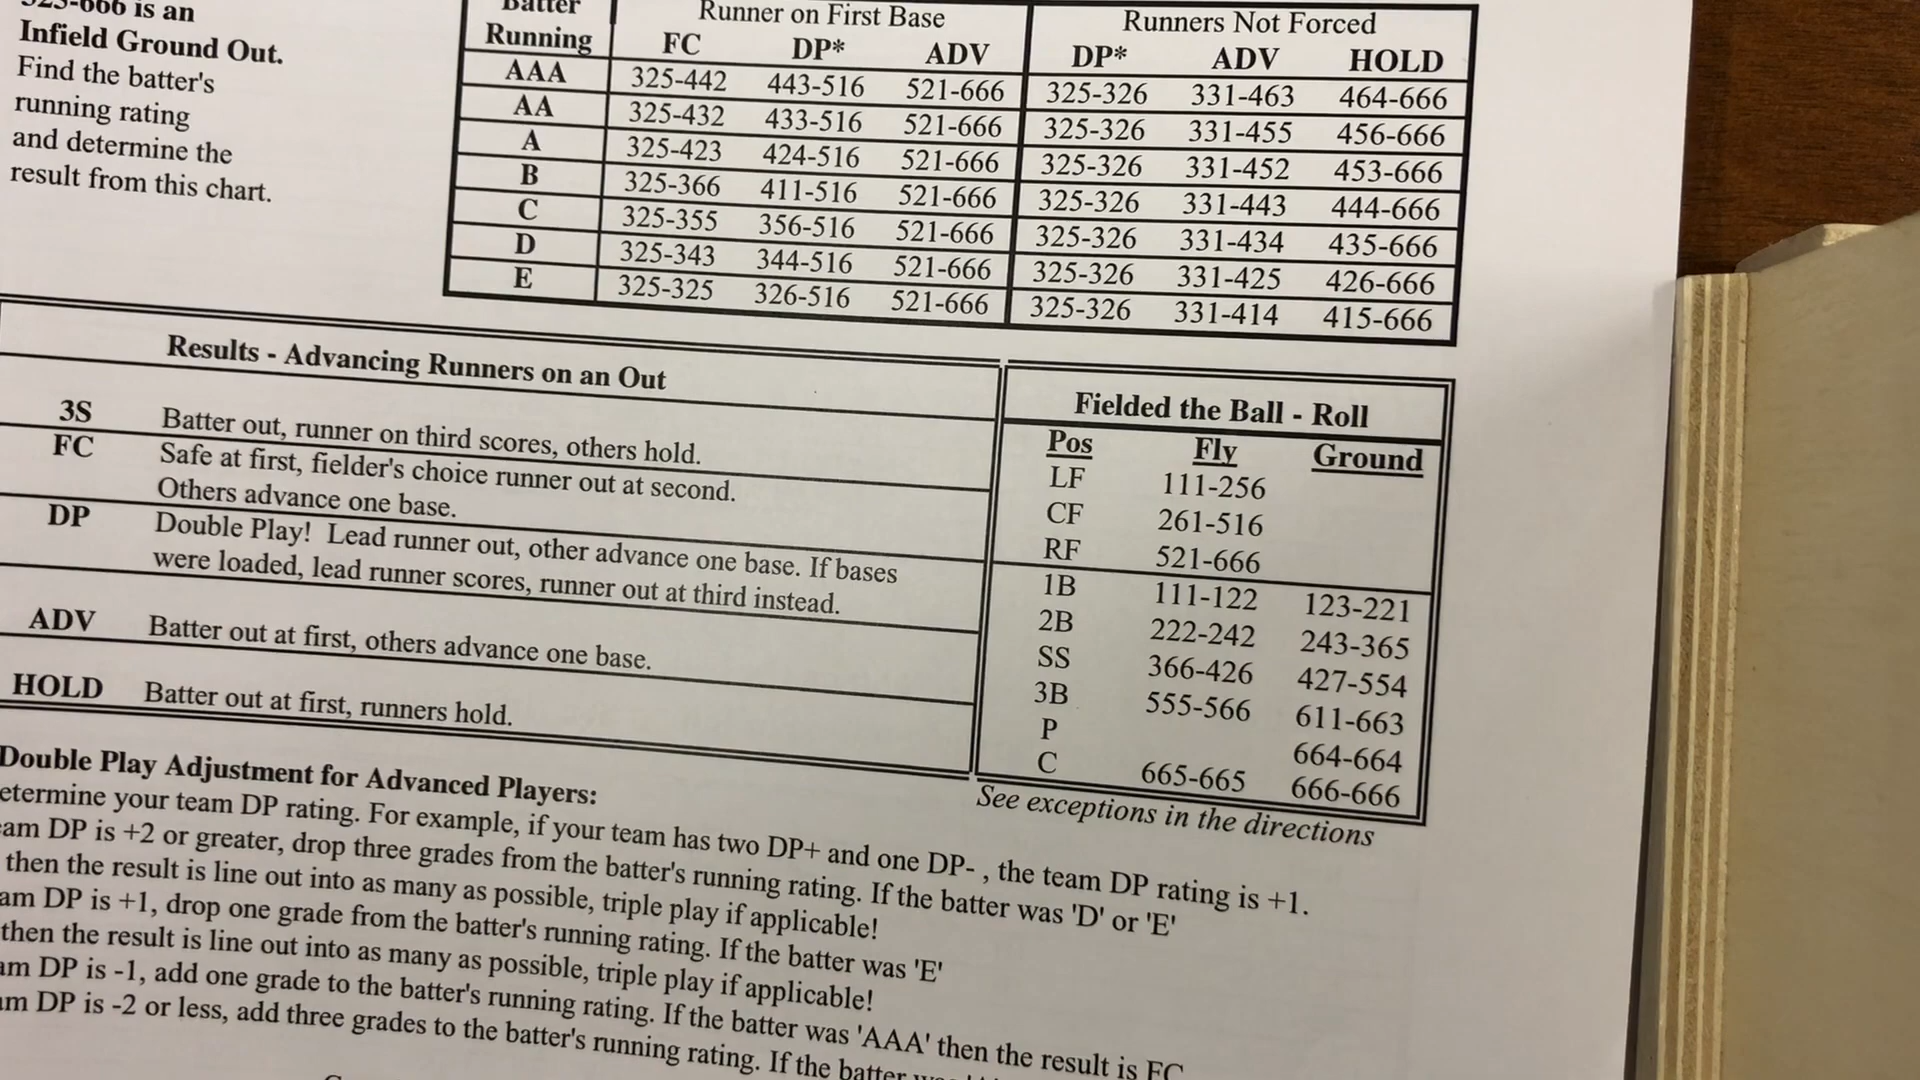 is an
Infield Ground Out.
Find the batter's
running rating
and determine the
result from this chart.
Batter Running Runner on First Base Runners Not Forced
FC DP* ADV DP* ADV HOLD
AAA 325-442 443-516 521-666 325-326 331-463 464-666
AA 325-432 433-516 521-666 325-326 331-455 456-666
A 325-423 424-516 521-666 325-326 331-452 453-666
B 325-366 411-516 521-666 325-326 331-443 444-666
C 325-355 356-516 521-666 325-326 331-434 435-666
D 325-343 344-516 521-666 325-326 331-425 426-666
E 325-325 326-516 521-666 325-326 331-414 415-666
Results - Advancing Runners on an Out
3S Batter out, runner on third scores, others hold.
FC Safe at first, fielder's choice runner out at second.
Others advance one base.
DP Double Play! Lead runner out, other advance one base. If bases
were loaded, lead runner scores, runner out at third instead.
ADV Batter out at first, others advance one base.
HOLD Batter out at first, runners hold.
Fielded the Ball - Roll
Pos Fly Ground
LF 111-256
CF 261-516
RF 521-666
1B 111-122 123-221
2B 222-242 243-365
SS 366-426 427-554
3B 555-566 611-663
P 664-664
C 665-665 666-666
See exceptions in the directions
Double Play Adjustment for Advanced Players:
etermine your team DP rating. For example, if your team has two DP+ and one DP- , the team DP rating is +1.
eam DP is +2 or greater, drop three grades from the batter's running rating. If the batter was 'D' or 'E'
then the result is line out into as many as possible, triple play if applicable!
am DP is +1, drop one grade from the batter's running rating. If the batter was 'E'
then the result is line out into as many as possible, triple play if applicable!
am DP is -1, add one grade to the batter's running rating. If the batter was 'AAA' then the result is FC
am DP is -2 or less, add three grades to the batter's running rating. If the batter